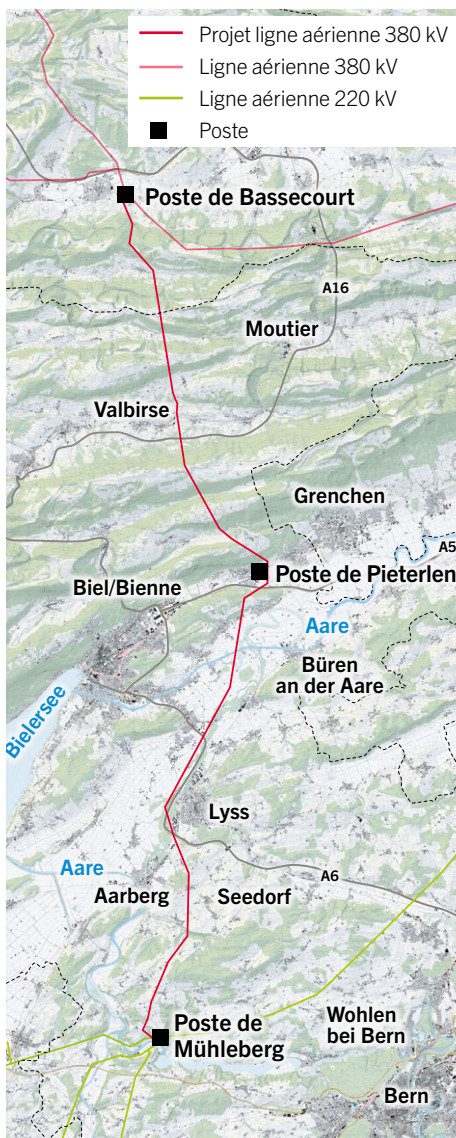 Projet ligne aérienne 380 kV
Ligne aérienne 380 kV
Ligne aérienne 220 kV
Poste
Poste de Bassecourt
A16
Moutier
Valbirse
Grenchen
A5
Poste de Pieterlen
Biel/Bienne
Aare
Büren
an der Aare
Bielersee
Lyss
Aare
A6
Aarberg
Seedorf
Poste de
Mühleberg
Wohlen
bei Bern
Bern